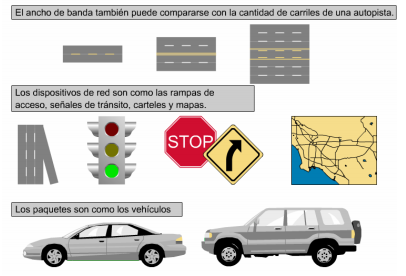 El ancho de banda también puede compararse con la cantidad de carriles de una autopista.
Los dispositivos de red son como las rampas de
acceso, señales de tránsito, carteles y mapas.
STOP
Los paquetes son como los vehículos